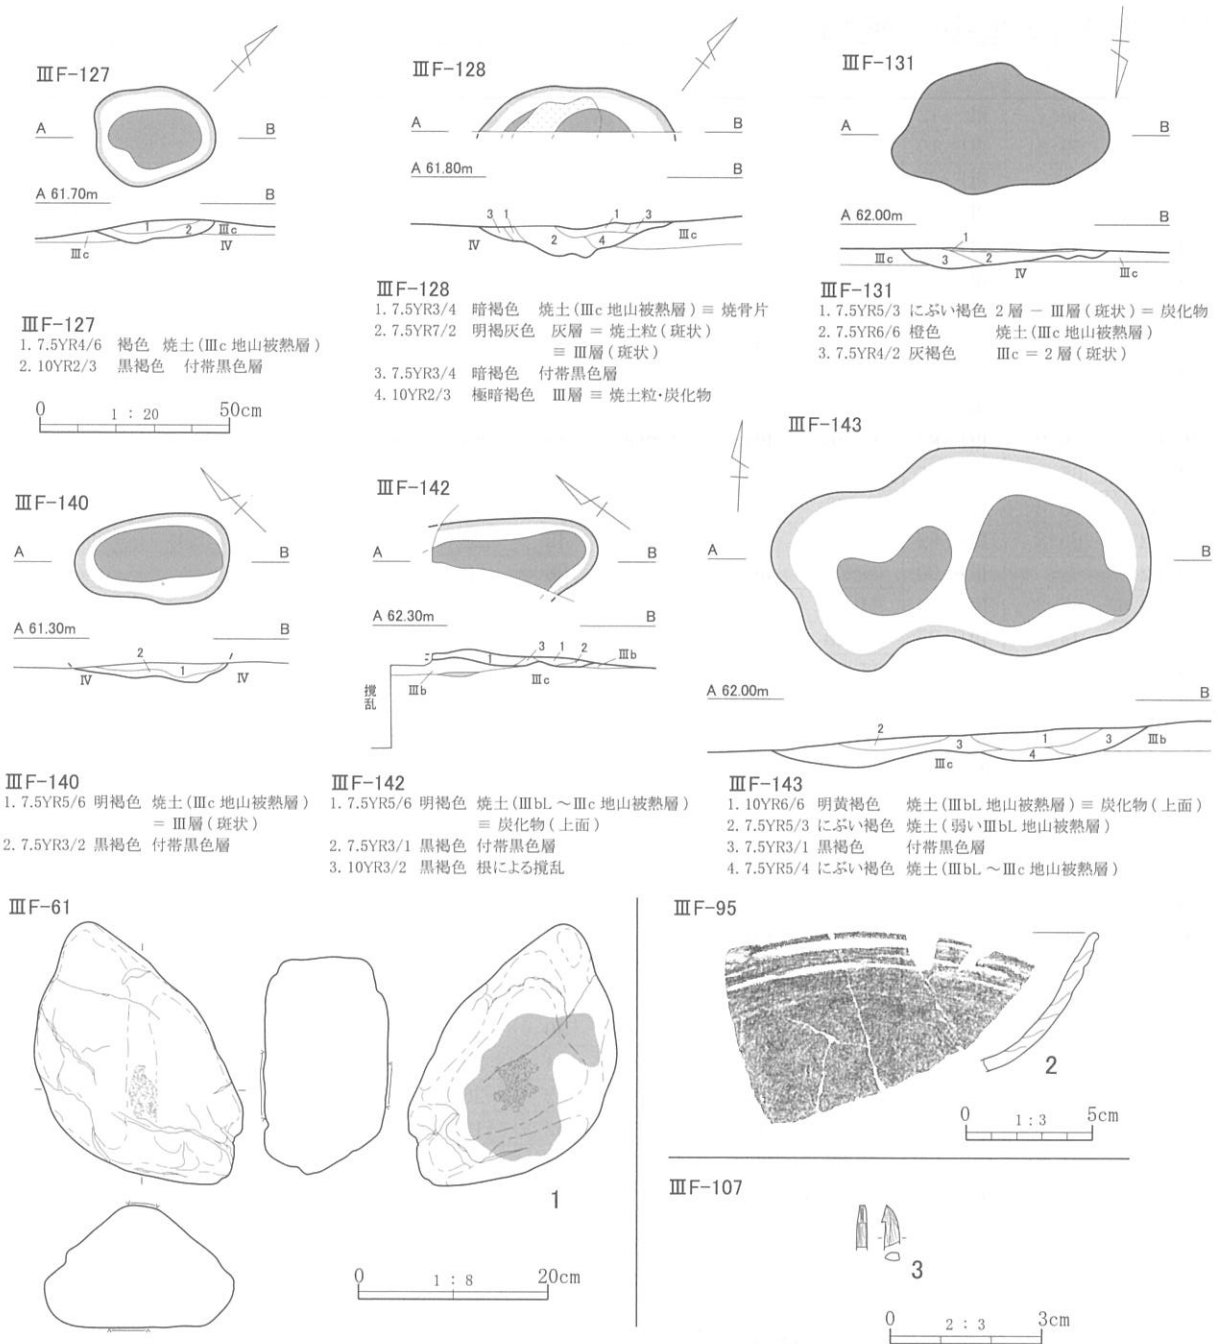 ⅢF-127
A
B
A 61.70m
B
1
2
Ⅲc
Ⅲc
Ⅳ
ⅢF-127
1. 7.5YR4/6 褐色 焼土(Ⅲc 地山被熱層)
2. 10YR2/3 黒褐色 付帯黒色層
0 1 : 20 50cm
ⅢF-128
A
B
A 61.80m
B
3 1 1 3
2 4
Ⅳ
Ⅲc
ⅢF-128
1. 7.5YR3/4 暗褐色 焼土(Ⅲc 地山被熱層) ≡ 焼骨片
2. 7.5YR7/2 明褐灰色 灰層 = 焼土粒(斑状)
≡ Ⅲ層(斑状)
3. 7.5YR3/4 暗褐色 付帯黒色層
4. 10YR2/3 極暗褐色 Ⅲ層 ≡ 焼土粒・炭化物
ⅢF-131
A
B
A 62.00m
B
1
Ⅲc 3 2 Ⅳ Ⅲc
ⅢF-131
1. 7.5YR5/3 にぶい褐色 2層 − Ⅲ層(斑状) = 炭化物
2. 7.5YR6/6 橙色 焼土(Ⅲc 地山被熱層)
3. 7.5YR4/2 灰褐色 Ⅲc = 2層(斑状)
ⅢF-140
A
B
A 61.30m
B
2
1
Ⅳ
Ⅳ
ⅢF-140
1. 7.5YR5/6 明褐色 焼土(Ⅲc 地山被熱層)
= Ⅲ層(斑状)
2. 7.5YR3/2 黒褐色 付帯黒色層
ⅢF-142
A
B
A 62.30m
B
1 3 1 2 Ⅲb
Ⅲb
Ⅲc
攪乱
ⅢF-142
1. 7.5YR5/6 明褐色 焼土(ⅢbL 〜Ⅲc 地山被熱層)
≡ 炭化物(上面)
2. 7.5YR3/1 黒褐色 付帯黒色層
3. 10YR3/2 黒褐色 根による攪乱
ⅢF-143
A
B
A 62.00m
B
2
3
1
3
4
Ⅲb
Ⅲc
ⅢF-143
1. 10YR6/6 明黄褐色 焼土(ⅢbL 地山被熱層) ≡ 炭化物(上面)
2. 7.5YR5/3 にぶい褐色 焼土(弱いⅢbL 地山被熱層)
3. 7.5YR3/1 黒褐色 付帯黒色層
4. 7.5YR5/4 にぶい褐色 焼土(ⅢbL 〜Ⅲc 地山被熱層)
ⅢF-61
1
0 1 : 8 20cm
ⅢF-95
2
0 1 : 3 5cm
ⅢF-107
3
0 2 : 3 3cm